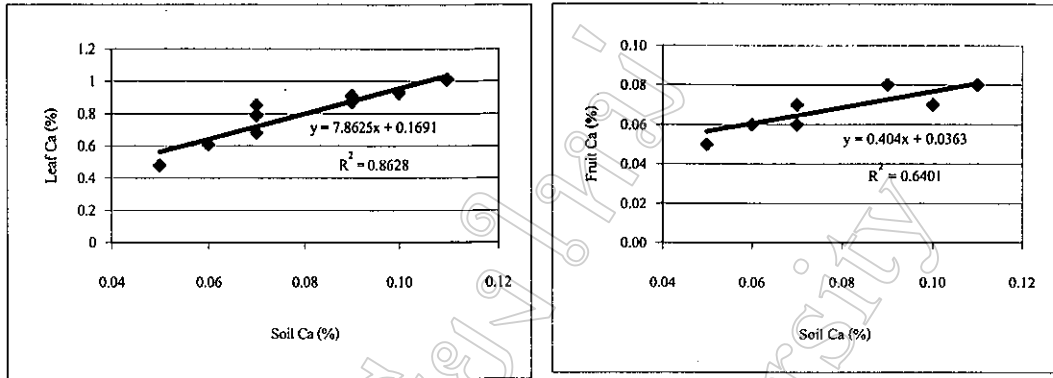 1.2
1
0.8
0.6
0.4
0.2
0
Leaf Ca (%)
y = 7.8625x + 0.1691
R² = 0.8628
0.04 0.06 0.08 0.10 0.12
Soil Ca (%)
0.10
0.08
0.06
0.04
0.02
0.00
Fruit Ca (%)
y = 0.404x + 0.0363
R² = 0.6401
0.04 0.06 0.08 0.10 0.12
Soil Ca (%)